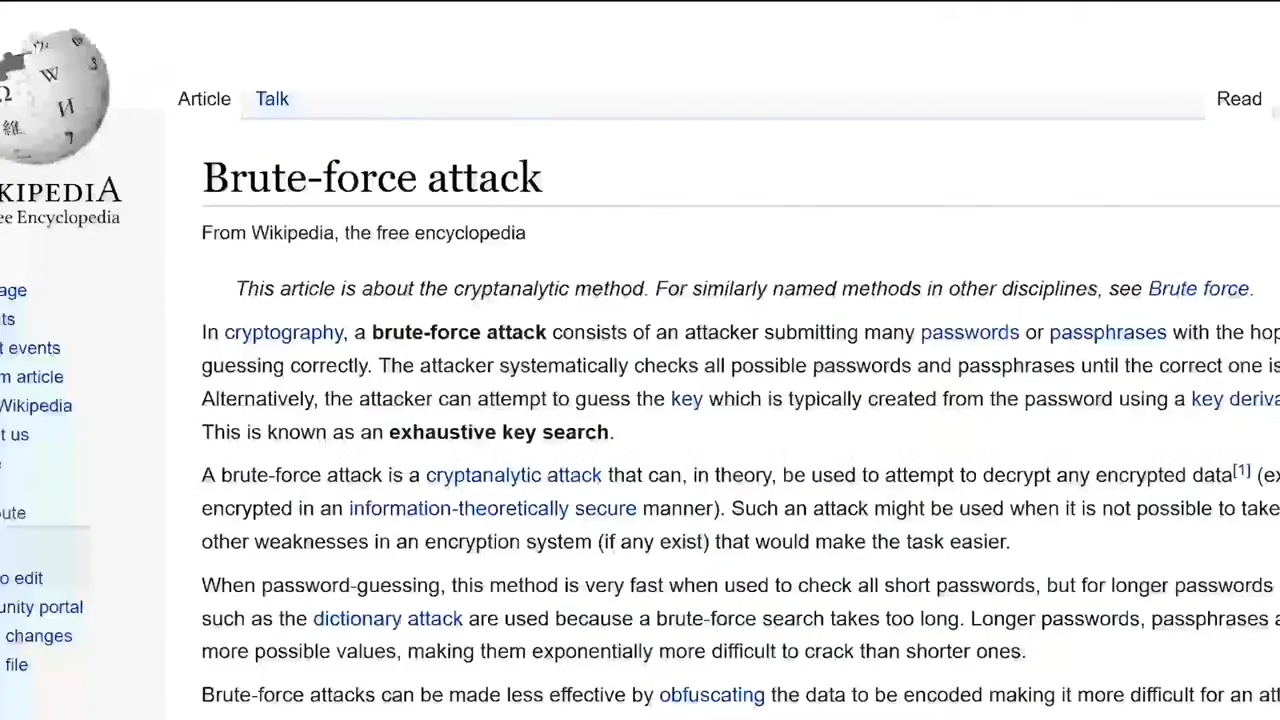 KIPEDIA
ee Encyclopedia
Article Talk Read
Brute-force attack
From Wikipedia, the free encyclopedia
This article is about the cryptanalytic method. For similarly named methods in other disciplines, see Brute force.
In cryptography, a brute-force attack consists of an attacker submitting many passwords or passphrases with the hop
guessing correctly. The attacker systematically checks all possible passwords and passphrases until the correct one is
Alternatively, the attacker can attempt to guess the key which is typically created from the password using a key deriva
This is known as an exhaustive key search.
A brute-force attack is a cryptanalytic attack that can, in theory, be used to attempt to decrypt any encrypted data[1] (ex
encrypted in an information-theoretically secure manner). Such an attack might be used when it is not possible to take
other weaknesses in an encryption system (if any exist) that would make the task easier.
When password-guessing, this method is very fast when used to check all short passwords, but for longer passwords
such as the dictionary attack are used because a brute-force search takes too long. Longer passwords, passphrases a
more possible values, making them exponentially more difficult to crack than shorter ones.
Brute-force attacks can be made less effective by obfuscating the data to be encoded making it more difficult for an att
age
ts
t events
m article
Wikipedia
t us
ute
o edit
unity portal
changes
file